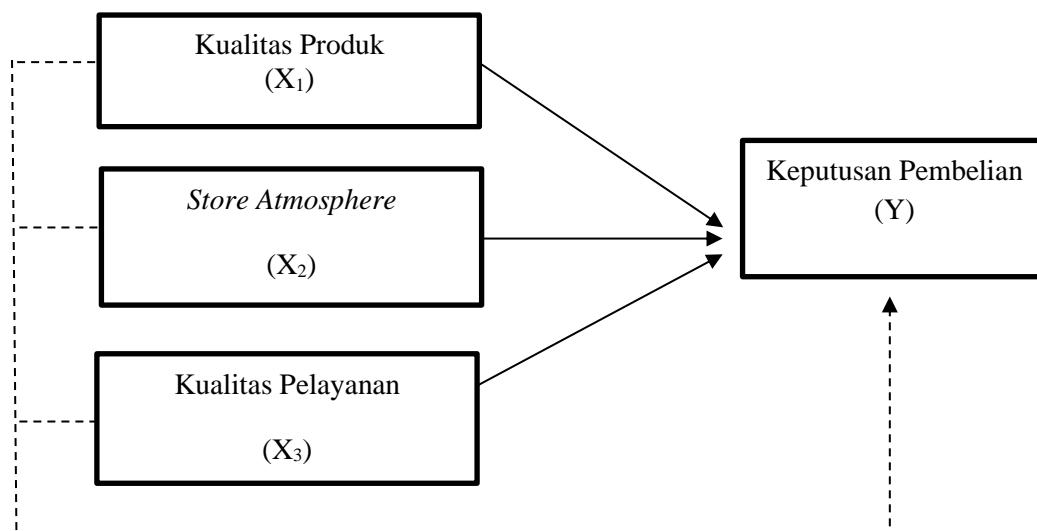 Kualitas Produk
(X₁)
Store Atmosphere
(X₂)
Kualitas Pelayanan
(X₃)
Keputusan Pembelian
(Y)